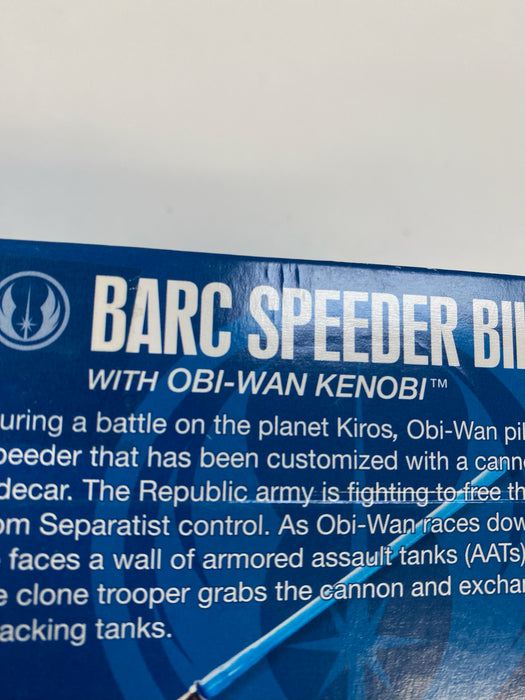 BARC SPEEDER BI
WITH OBI-WAN KENOBI™
uring a battle on the planet Kiros, Obi-Wan pil
peeder that has been customized with a cann
decar. The Republic army is fighting to free th
om Separatist control. As Obi-Wan races dow
faces a wall of armored assault tanks (AATs)
e clone trooper grabs the cannon and exchan
acking tanks.